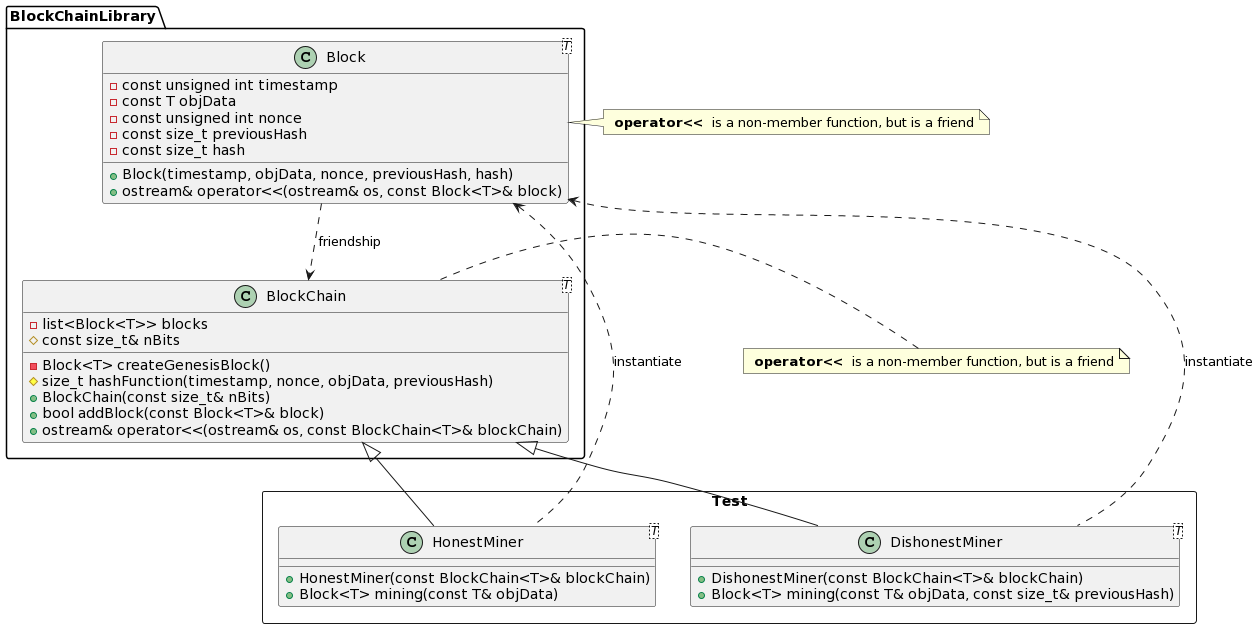 BlockChainLibrary
C Block T
const unsigned int timestamp
const T objData
const unsigned int nonce
const size_t previousHash
const size_t hash
Block(timestamp, objData, nonce, previousHash, hash)
ostream& operator<<(ostream& os, const Block<T>& block)
operator<< is a non-member function, but is a friend
friendship
C BlockChain T
list<Block<T>> blocks
const size_t& nBits
Block<T> createGenesisBlock()
size_t hashFunction(timestamp, nonce, objData, previousHash)
BlockChain(const size_t& nBits)
bool addBlock(const Block<T>& block)
ostream& operator<<(ostream& os, const BlockChain<T>& blockChain)
instantiate
operator<< is a non-member function, but is a friend
instantiate
Test
C HonestMiner T
HonestMiner(const BlockChain<T>& blockChain)
Block<T> mining(const T& objData)
C DishonestMiner T
DishonestMiner(const BlockChain<T>& blockChain)
Block<T> mining(const T& objData, const size_t& previousHash)